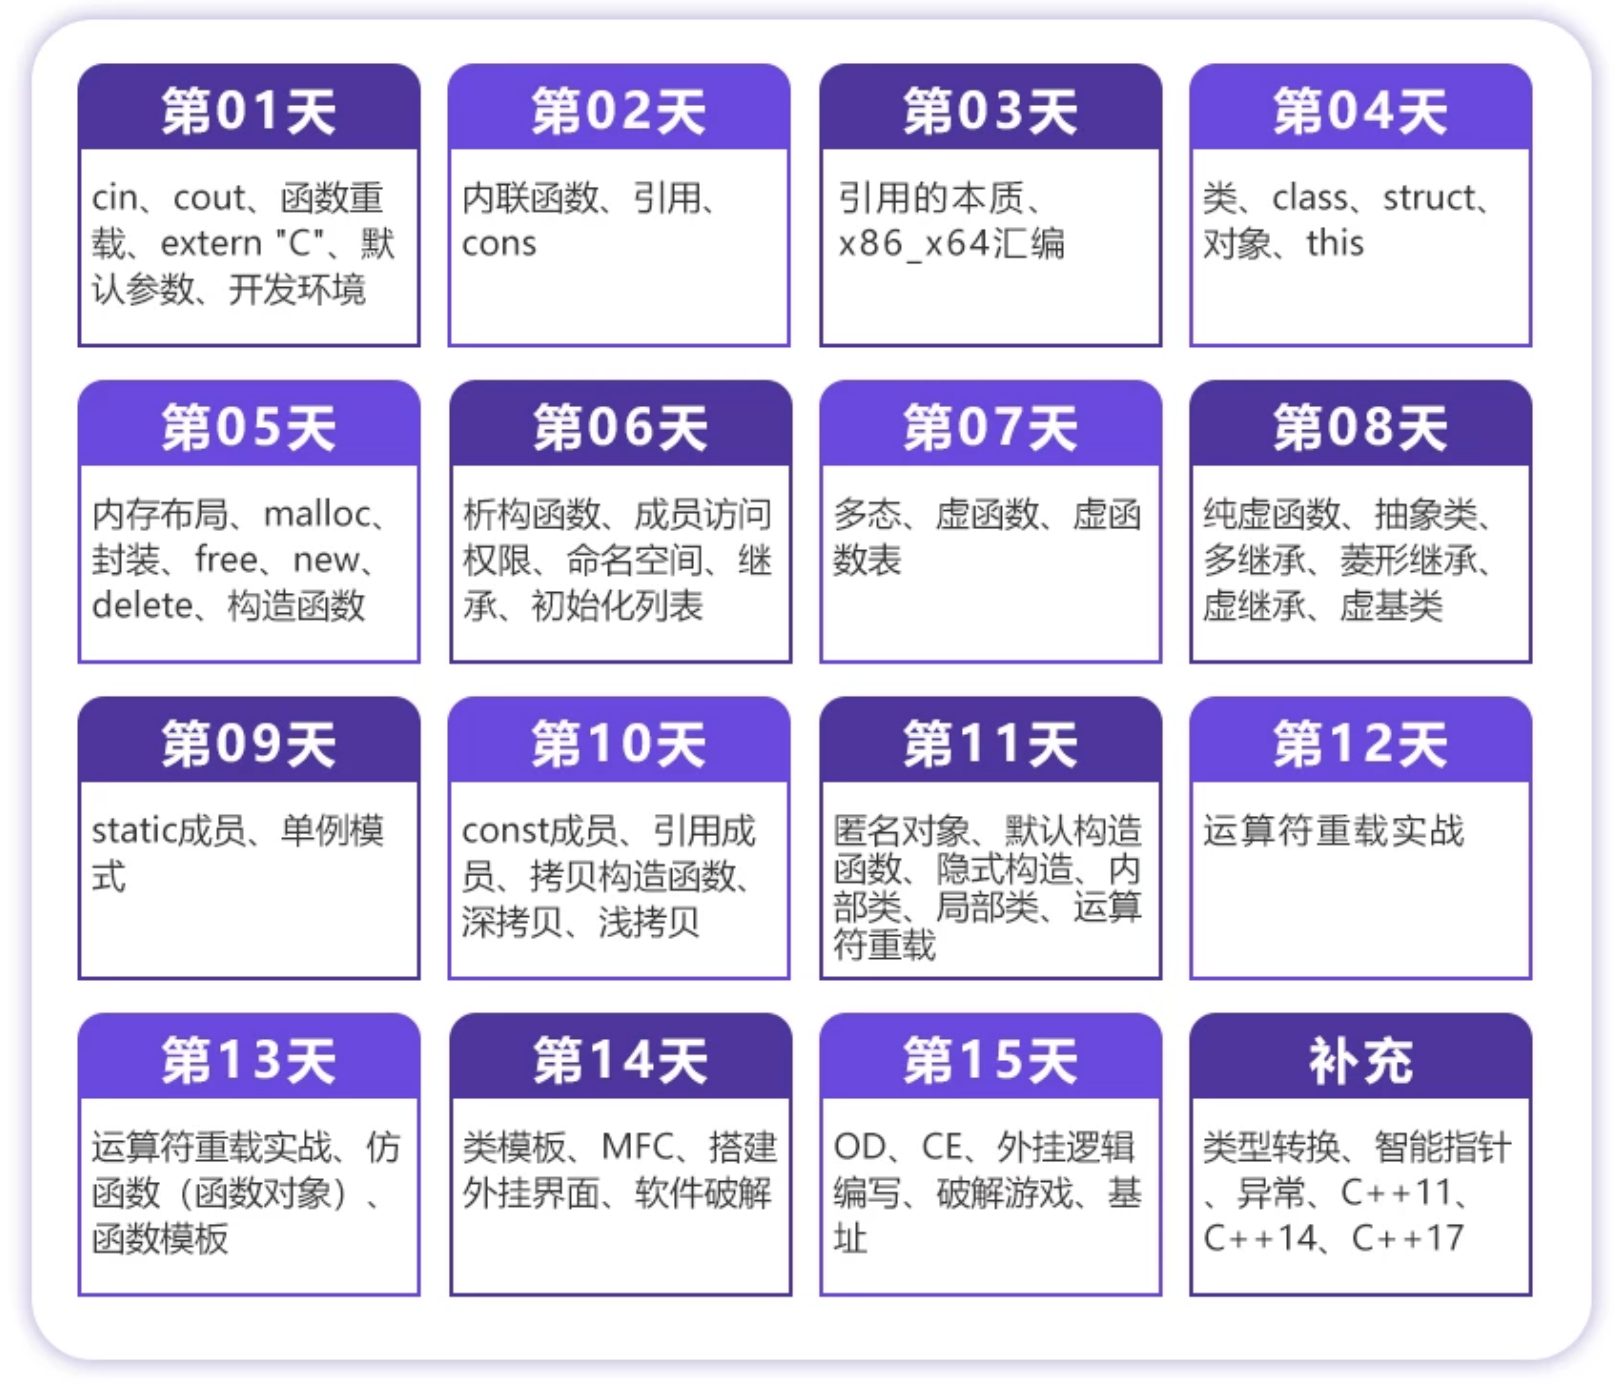 第01天
cin、cout、函数重
载、extern "C"、默
认参数、开发环境
第02天
内联函数、引用、
cons
第03天
引用的本质、
x86_x64汇编
第04天
类、class、struct、
对象、this
第05天
内存布局、malloc、
封装、free、new、
delete、构造函数
第06天
析构函数、成员访问
权限、命名空间、继
承、初始化列表
第07天
多态、虚函数、虚函
数表
第08天
纯虚函数、抽象类、
多继承、菱形继承、
虚继承、虚基类
第09天
static成员、单例模
式
第10天
const成员、引用成
员、拷贝构造函数、
深拷贝、浅拷贝
第11天
匿名对象、默认构造
函数、隐式构造、内
部类、局部类、运算
符重载
第12天
运算符重载实战
第13天
运算符重载实战、仿
函数（函数对象）、
函数模板
第14天
类模板、MFC、搭建
外挂界面、软件破解
第15天
OD、CE、外挂逻辑
编写、破解游戏、基
址
补充
类型转换、智能指针
、异常、C++11、
C++14、C++17